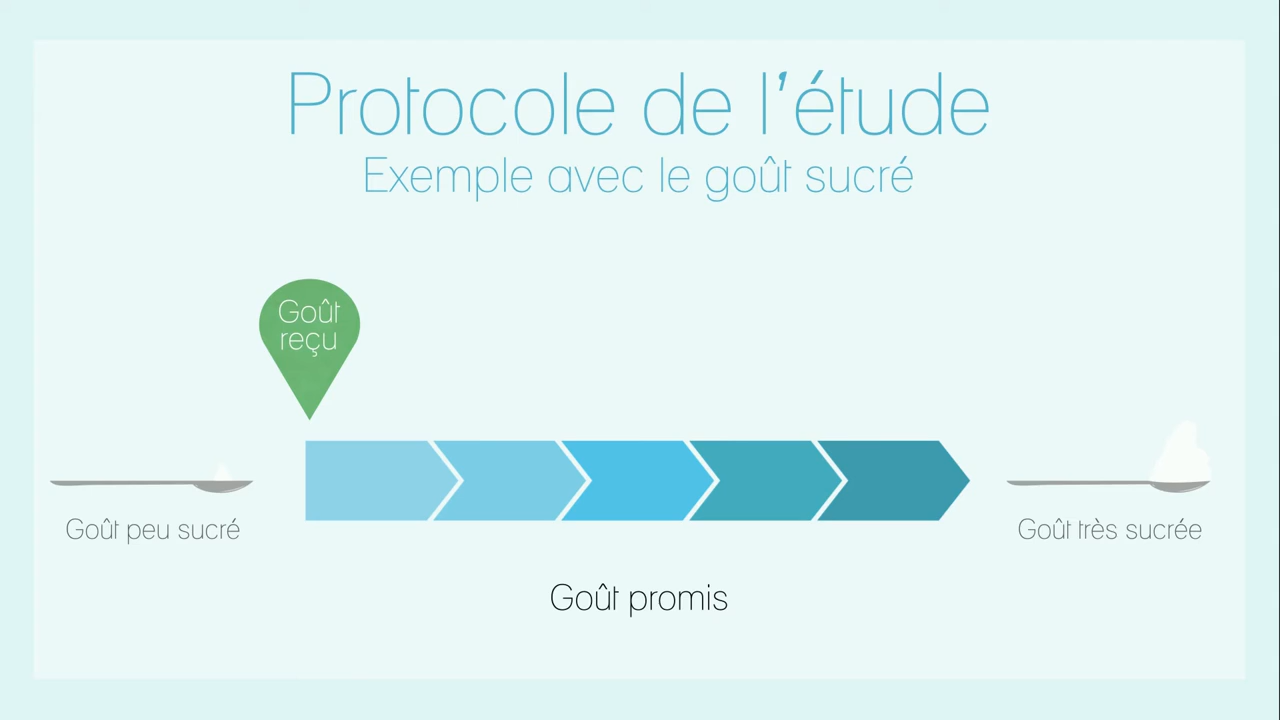 Protocole de l'étude
Exemple avec le goût sucré
Goût
reçu
Goût peu sucré
Goût très sucrée
Goût promis